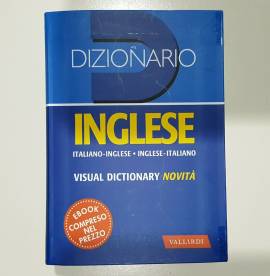 DIZIONARIO
INGLESE
ITALIANO-INGLESE • INGLESE-ITALIANO
VISUAL DICTIONARY NOVITÀ
EBOOK
COMPRESO
NEL
PREZZO
VALLARDI